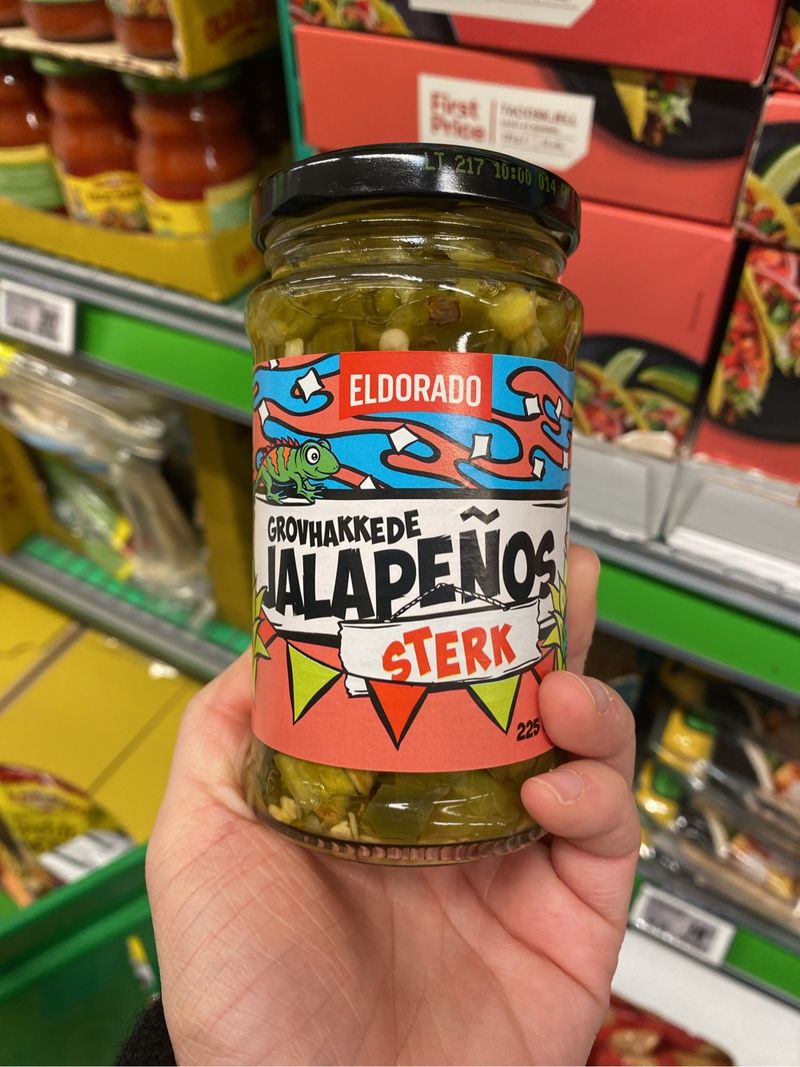 First
Price
LT 217 10:00 014
ELDORADO
GROVHAKKEDE
JALAPEÑOS
STERK
225